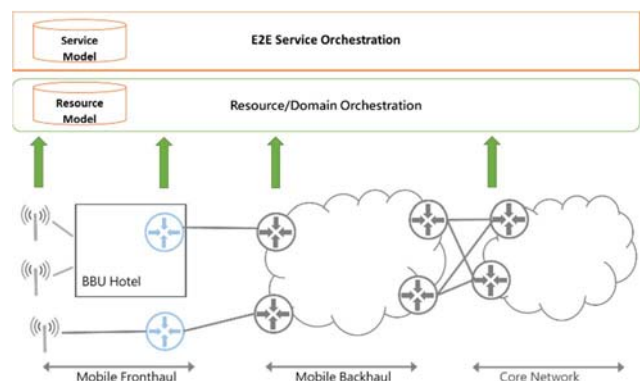 Service
Model
E2E Service Orchestration
Resource
Model
Resource/Domain Orchestration
BBU Hotel
Mobile Fronthaul
Mobile Backhaul
Core Network